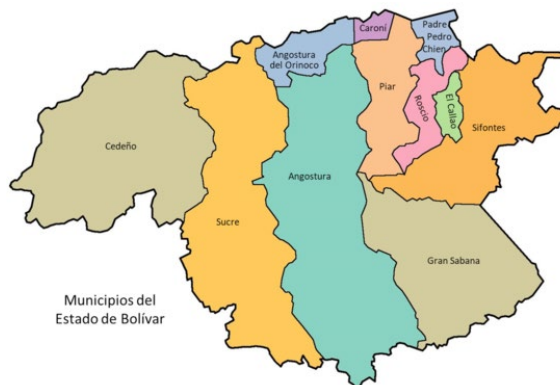 Padre
Pedro
Chien
Caroní
Angostura
del Orinoco
Piar
Roscio
El Callao
Sifontes
Cedeño
Angostura
Sucre
Gran Sabana
Municipios del
Estado de Bolívar